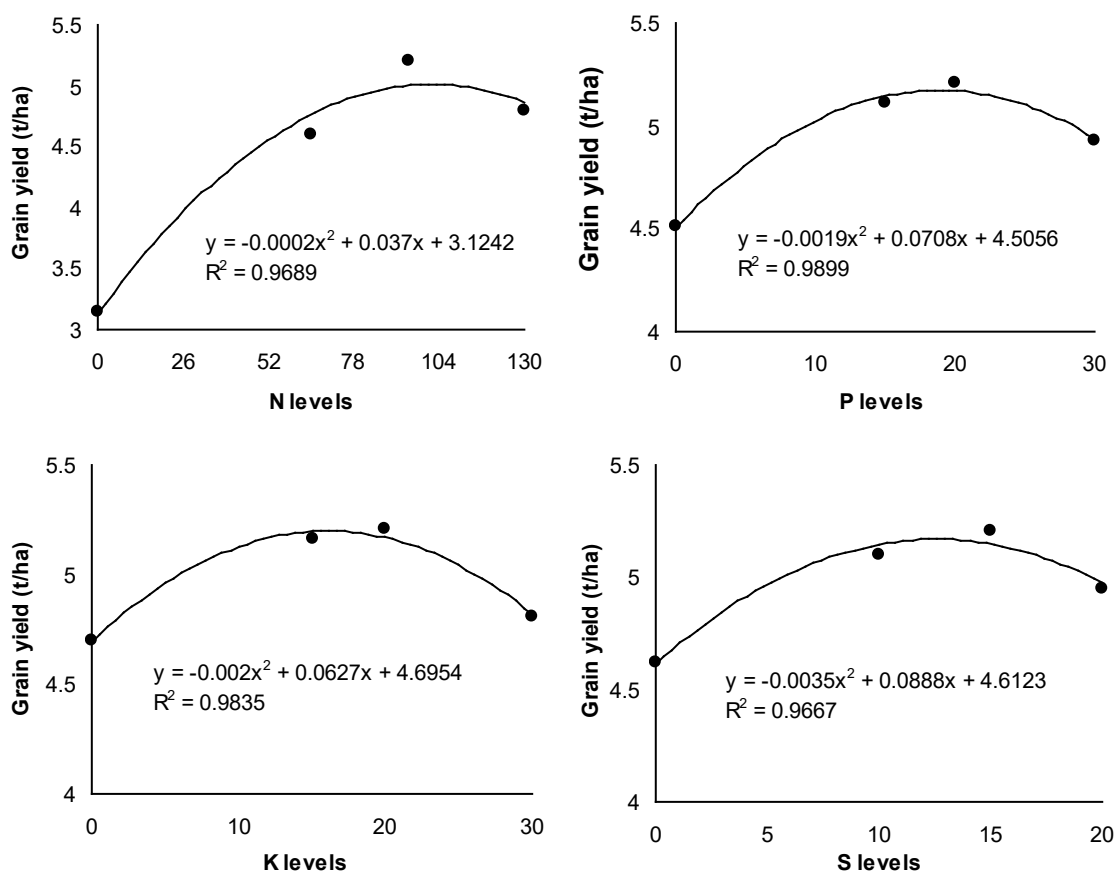 5.5
5
4.5
4
3.5
3
0 26 52 78 104 130
Grain yield (t/ha)
N levels
y = -0.0002x² + 0.037x + 3.1242
R² = 0.9689
5.5
5
4.5
4
0 10 20 30
Grain yield (t/ha)
P levels
y = -0.0019x² + 0.0708x + 4.5056
R² = 0.9899
5.5
5
4.5
4
0 10 20 30
Grain yield (t/ha)
K levels
y = -0.002x² + 0.0627x + 4.6954
R² = 0.9835
5.5
5
4.5
4
0 5 10 15 20
Grain yield (t/ha)
S levels
y = -0.0035x² + 0.0888x + 4.6123
R² = 0.9667